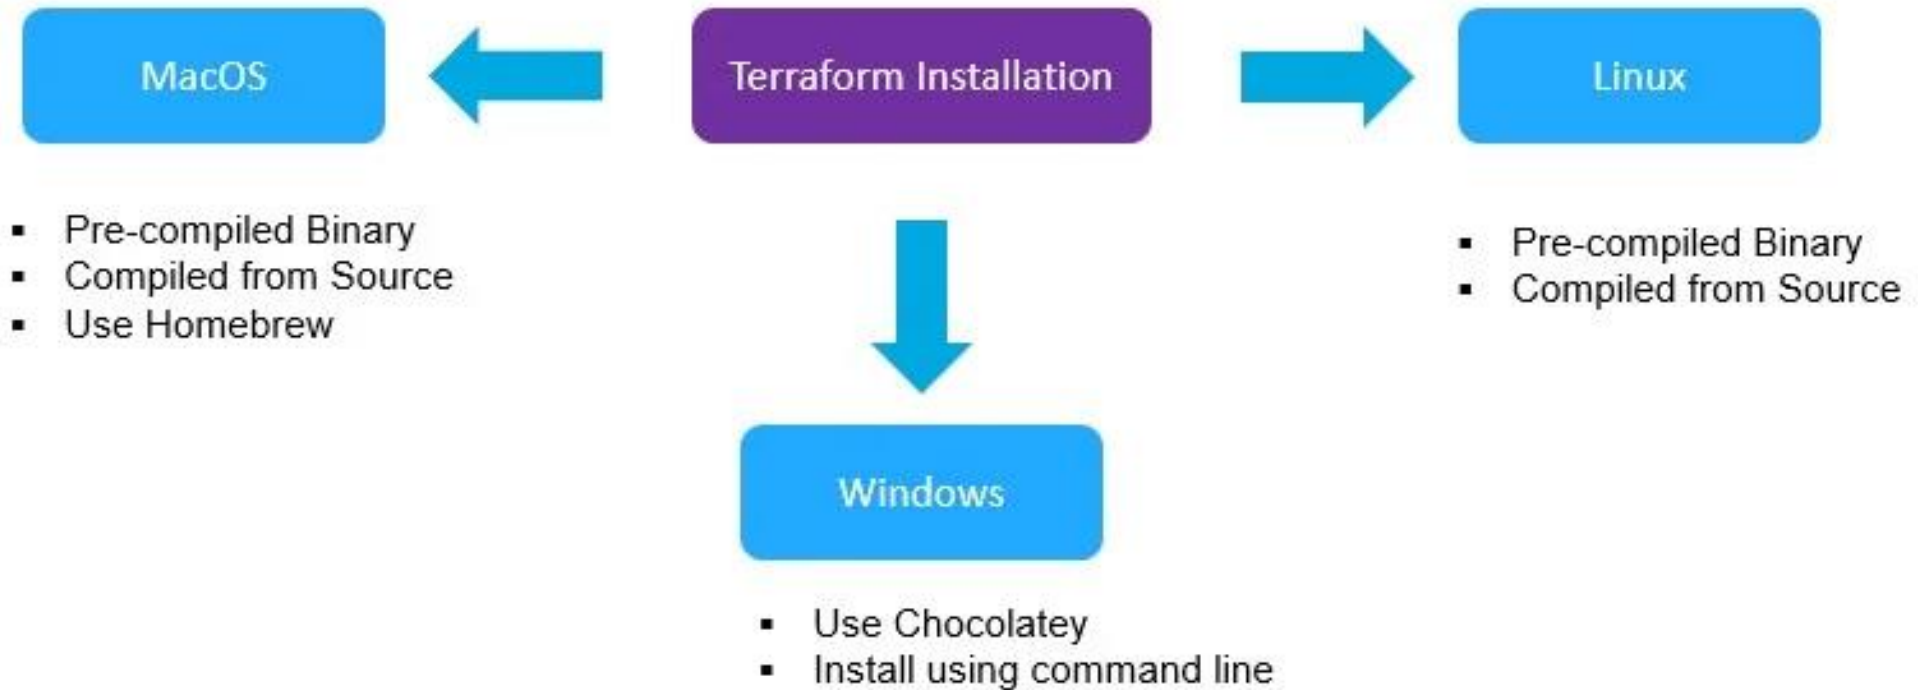 MacOS
Terraform Installation
Linux
▪ Pre-compiled Binary
▪ Compiled from Source
▪ Use Homebrew
▪ Pre-compiled Binary
▪ Compiled from Source
Windows
▪ Use Chocolatey
▪ Install using command line